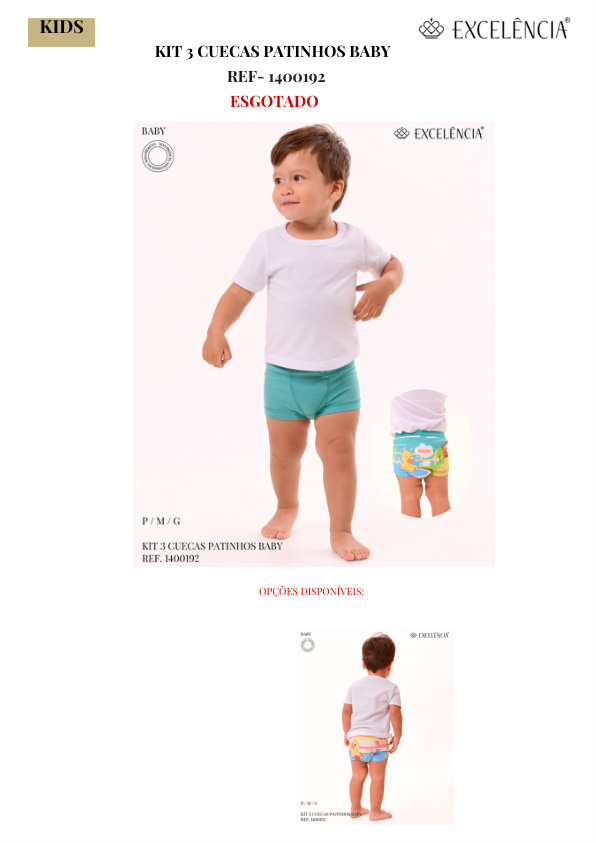 KIDS
EXCELÊNCIA®
KIT 3 CUECAS PATINHOS BABY
REF- 1400192
ESGOTADO
BABY
EXCELÊNCIA®
P / M / G
KIT 3 CUECAS PATINHOS BABY
REF. 1400192
OPÇÕES DISPONÍVEIS:
BABY
EXCELÊNCIA
P / M / G
KIT 3 CUECAS PATINHOS BABY
REF. 1400192